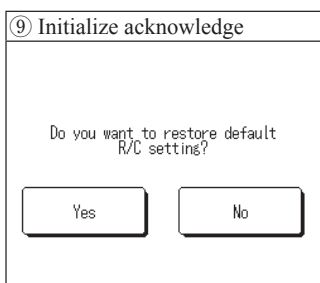 ⑨ Initialize acknowledge
Do you want to restore default
R/C setting?
Yes No